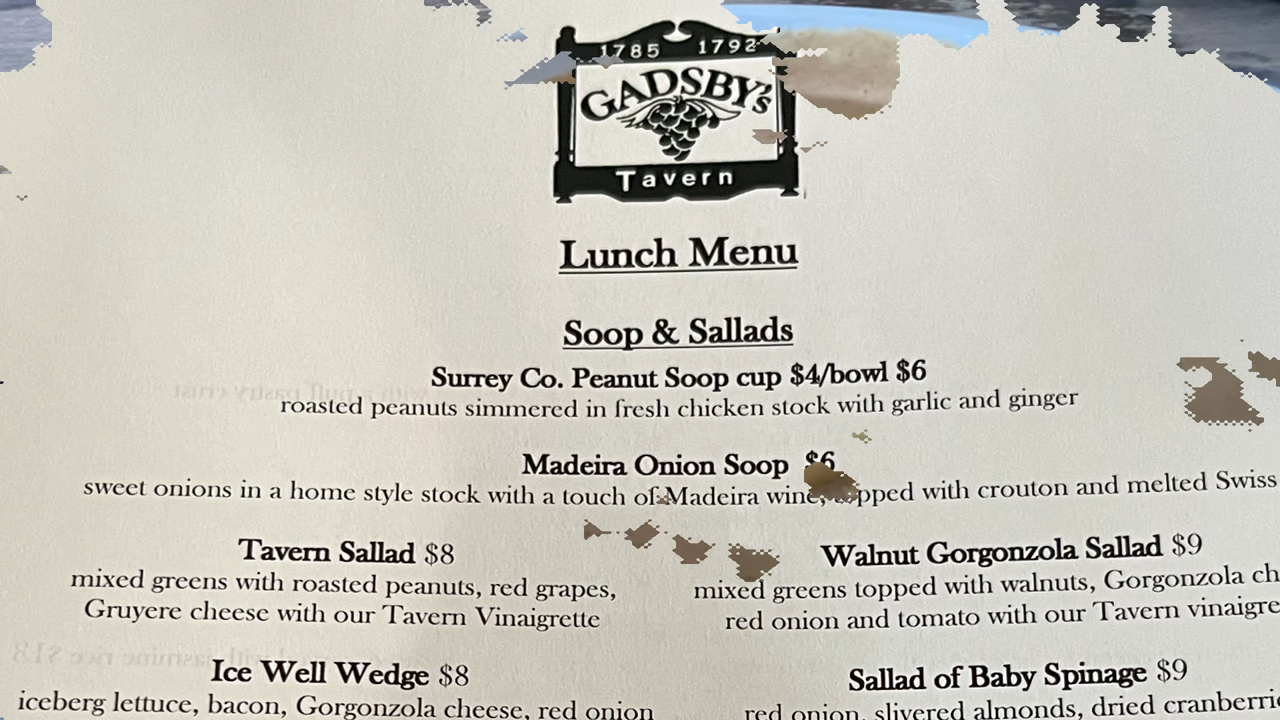 1785 1792
GADSBY's
Tavern
Lunch Menu
Soop & Sallads
Surrey Co. Peanut Soop cup $4/bowl $6
roasted peanuts simmered in fresh chicken stock with garlic and ginger
Madeira Onion Soop $6
sweet onions in a home style stock with a touch of Madeira wine, with crouton and melted Swiss
Tavern Sallad $8
mixed greens with roasted peanuts, red grapes,
Gruyere cheese with our Tavern Vinaigrette
Walnut Gorgonzola Sallad $9
mixed greens topped with walnuts, Gorgonzola ch
red onion and tomato with our Tavern vinaigre
Ice Well Wedge $8
iceberg lettuce, bacon, Gorgonzola cheese, red onion
Sallad of Baby Spinage $9
red onion, slivered almonds, dried cranberri